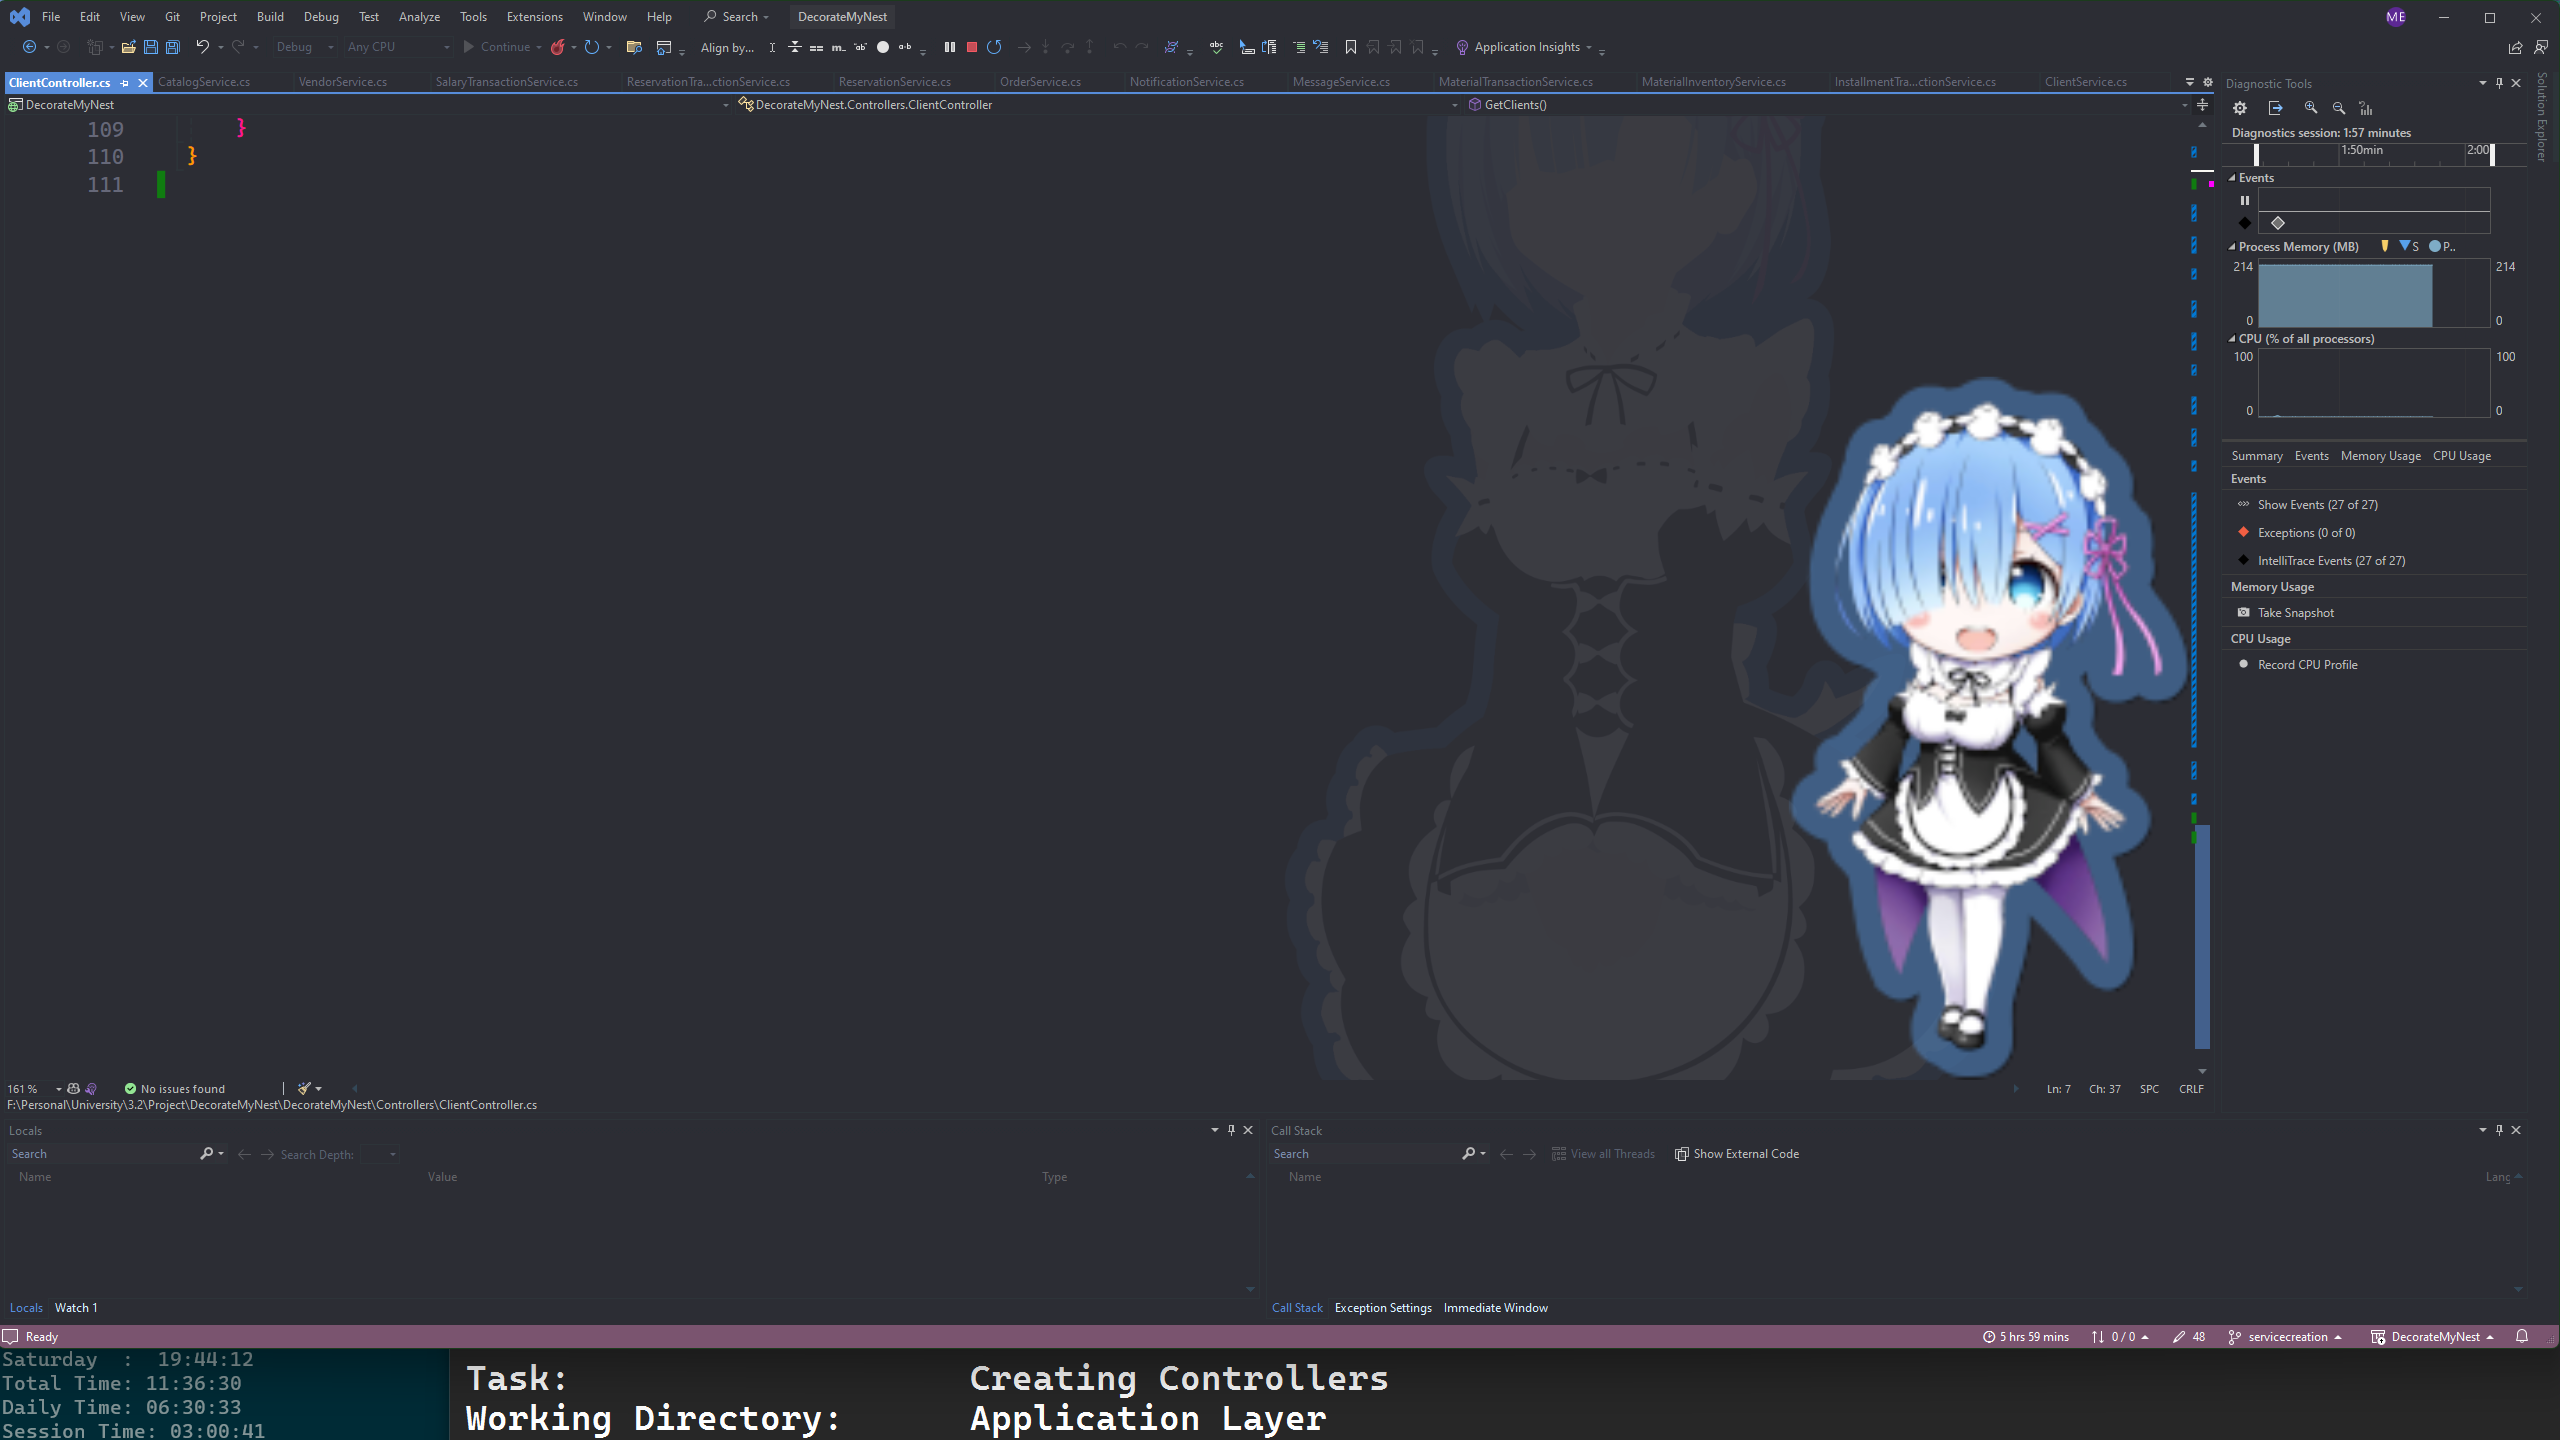 File Edit View Git Project Build Debug Test Analyze Tools Extensions Window Help Search DecorateMyNest ME
Debug Any CPU Continue Align by... Application Insights
ClientController.cs CatalogService.cs VendorService.cs SalaryTransactionService.cs ReservationTra...ctionService.cs ReservationService.cs OrderService.cs NotificationService.cs MessageService.cs MaterialTransactionService.cs MaterialInventoryService.cs InstallmentTra...ctionService.cs ClientService.cs
DecorateMyNest DecorateMyNest.Controllers.ClientController GetClients()
109 }
110 }
111
161 % No issues found Ln: 7 Ch: 37 SPC CRLF
F:\Personal\University\3.2\Project\DecorateMyNest\DecorateMyNest\Controllers\ClientController.cs
Diagnostic Tools
Solution Explorer
Diagnostics session: 1:57 minutes
1:50min 2:00
Events
Process Memory (MB) S P..
214 214
0 0
CPU (% of all processors)
100 100
0 0
Summary Events Memory Usage CPU Usage
Events
Show Events (27 of 27)
Exceptions (0 of 0)
IntelliTrace Events (27 of 27)
Memory Usage
Take Snapshot
CPU Usage
Record CPU Profile
Locals
Search Search Depth:
Name Value Type
Locals Watch 1
Call Stack
Search View all Threads Show External Code
Name Lang
Call Stack Exception Settings Immediate Window
Ready 5 hrs 59 mins 0 / 0 48 servicecreation DecorateMyNest
Saturday : 19:44:12
Total Time: 11:36:30
Daily Time: 06:30:33
Session Time: 03:00:41
Task: Creating Controllers
Working Directory: Application Layer